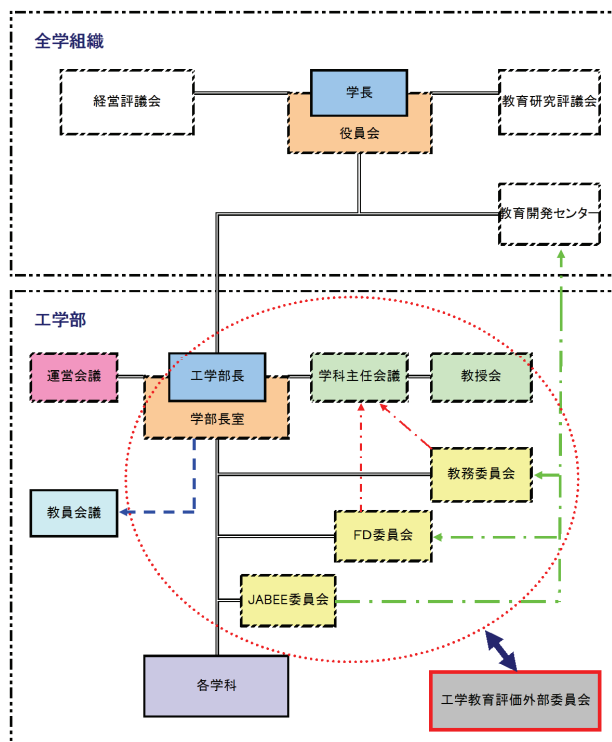 全学組織
経営評議会
学長
教育研究評議会
役員会
教育開発センター
工学部
運営会議
工学部長
学科主任会議
教授会
学部長室
教務委員会
教員会議
FD委員会
JABEE委員会
各学科
工学教育評価外部委員会